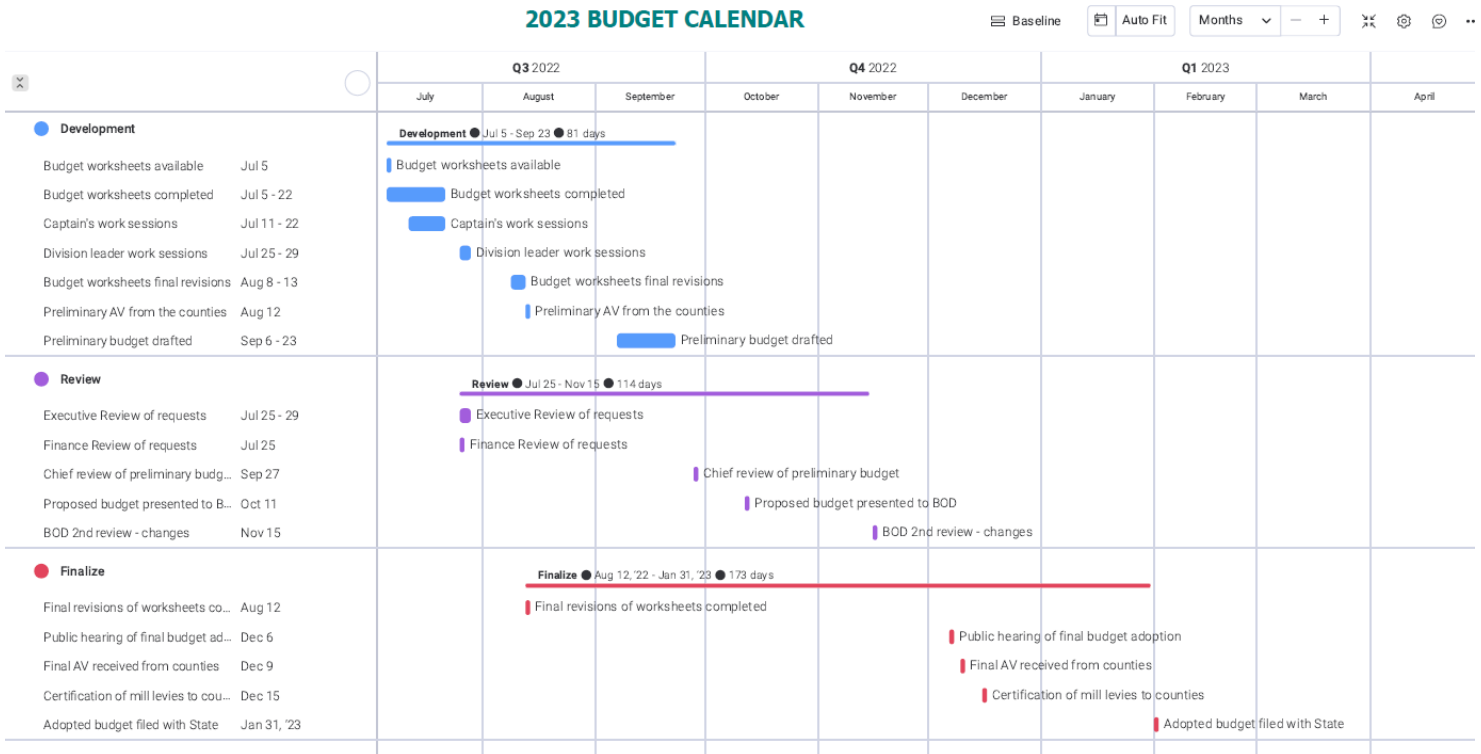 2023 BUDGET CALENDAR
Baseline Auto Fit Months
Q3 2022 Q4 2022 Q1 2023
July August September October November December January February March April
Development
Development ● Jul 5 - Sep 23 ● 81 days
Budget worksheets available Jul 5 Budget worksheets available
Budget worksheets completed Jul 5 - 22 Budget worksheets completed
Captain's work sessions Jul 11 - 22 Captain's work sessions
Division leader work sessions Jul 25 - 29 Division leader work sessions
Budget worksheets final revisions Aug 8 - 13 Budget worksheets final revisions
Preliminary AV from the counties Aug 12 Preliminary AV from the counties
Preliminary budget drafted Sep 6 - 23 Preliminary budget drafted
Review
Review ● Jul 25 - Nov 15 ● 114 days
Executive Review of requests Jul 25 - 29 Executive Review of requests
Finance Review of requests Jul 25 Finance Review of requests
Chief review of preliminary budg... Sep 27 Chief review of preliminary budget
Proposed budget presented to B... Oct 11 Proposed budget presented to BOD
BOD 2nd review - changes Nov 15 BOD 2nd review - changes
Finalize
Finalize ● Aug 12, '22 - Jan 31, '23 ● 173 days
Final revisions of worksheets co... Aug 12 Final revisions of worksheets completed
Public hearing of final budget ad... Dec 6 Public hearing of final budget adoption
Final AV received from counties Dec 9 Final AV received from counties
Certification of mill levies to cou... Dec 15 Certification of mill levies to counties
Adopted budget filed with State Jan 31, '23 Adopted budget filed with State